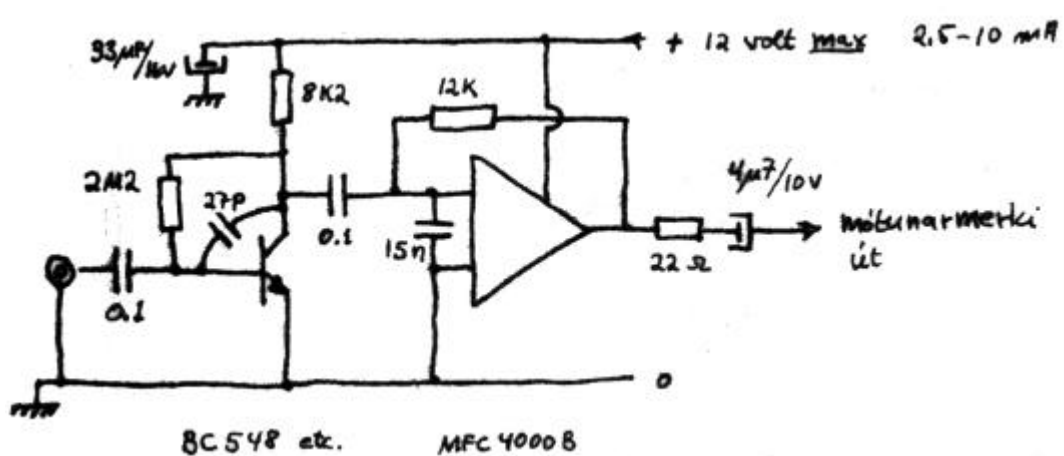 + 12 volt max 2.5-10 mA
33µF/16V
8K2
12K
2M2
27P
4µ7/10V
0.1
15n
0.1
22 Ω
mótunarmerki
út
0
BC 548 etc.
MFC 4000B